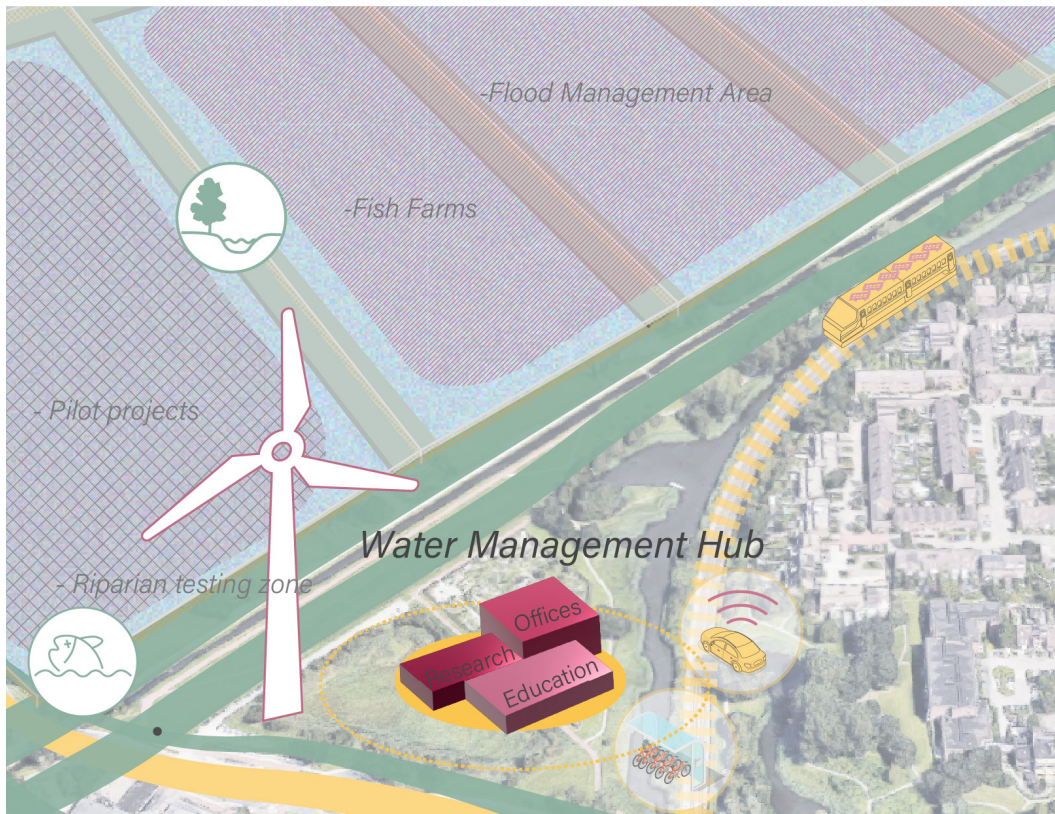 -Flood Management Area
-Fish Farms
- Pilot projects
Water Management Hub
- Riparian testing zone
Offices
Research
Education